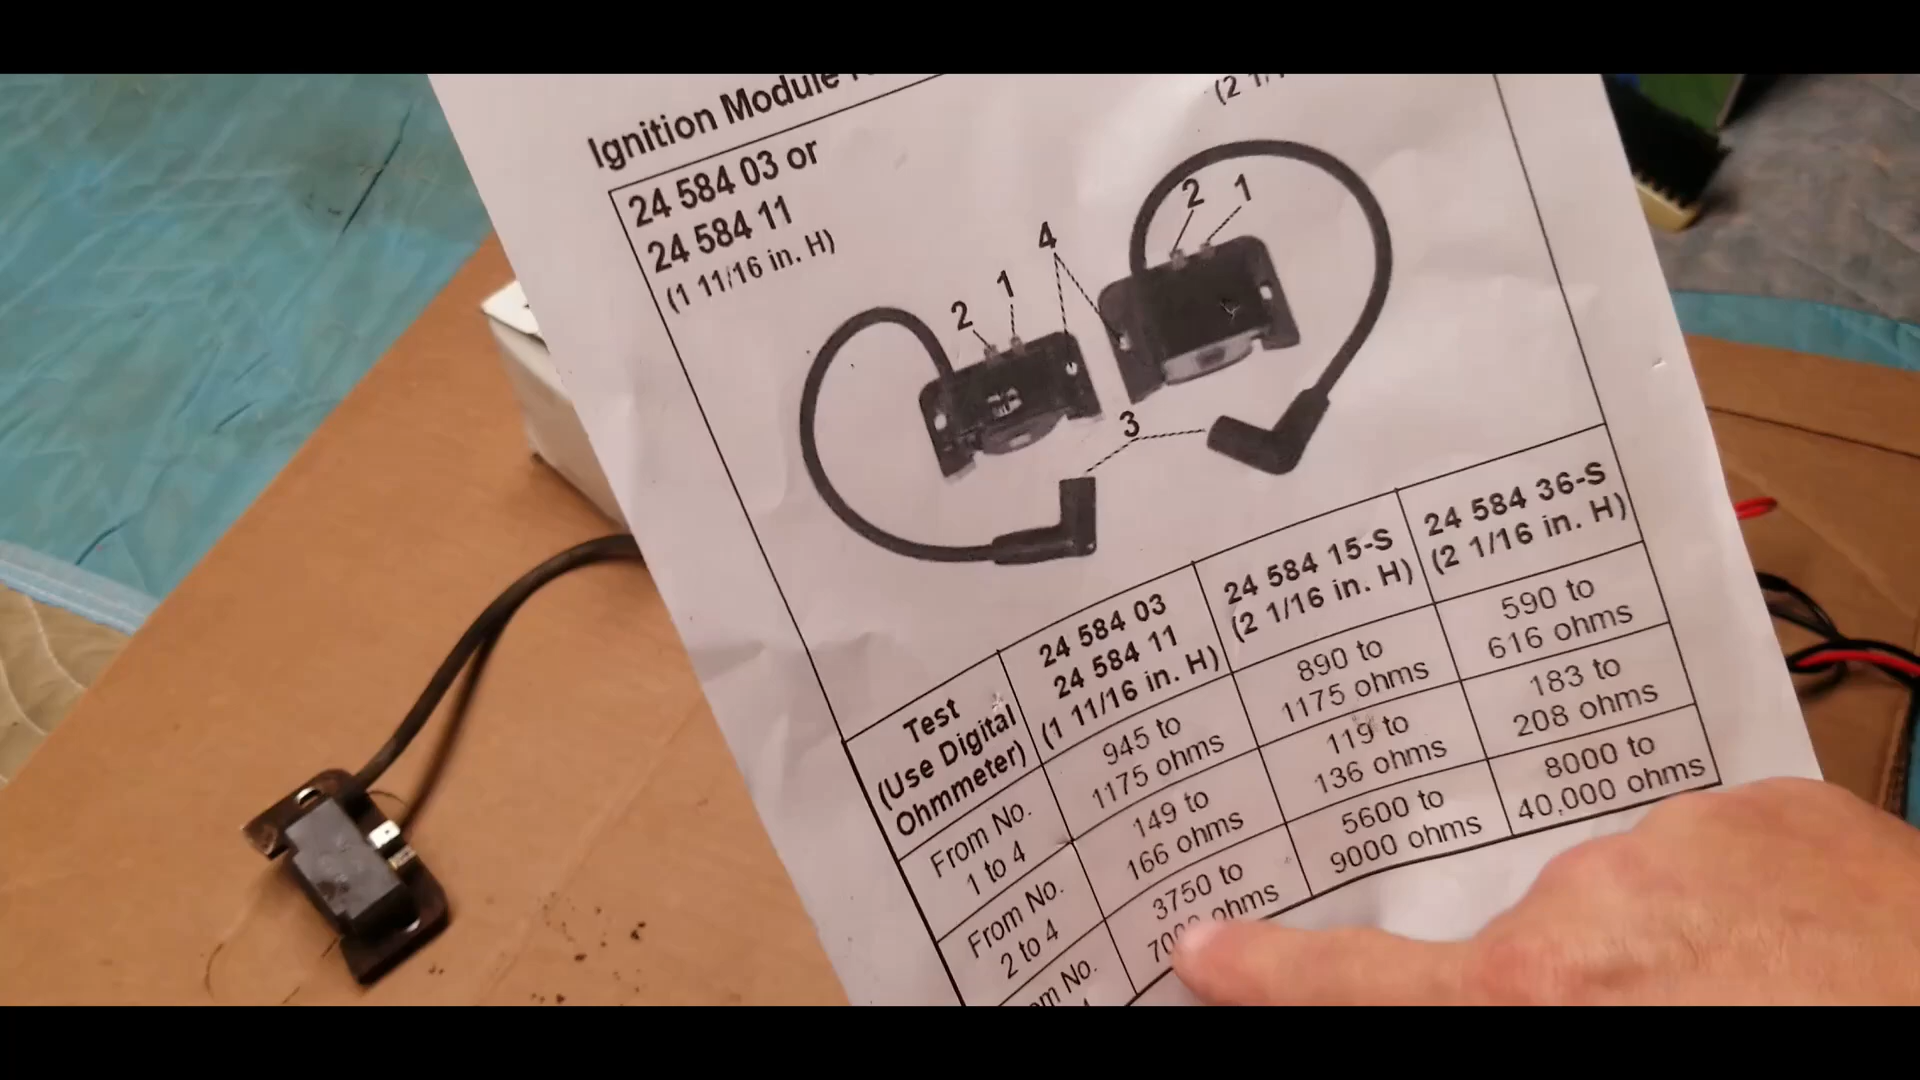 Ignition Module
(2 1/
24 584 03 or
24 584 11
(1 11/16 in. H)
2
1
4
2
1
3
Test
(Use Digital
Ohmmeter)
24 584 03
24 584 11
(1 11/16 in. H)
24 584 15-S
(2 1/16 in. H)
24 584 36-S
(2 1/16 in. H)
From No.
1 to 4
945 to
1175 ohms
890 to
1175 ohms
590 to
616 ohms
From No.
2 to 4
149 to
166 ohms
119 to
136 ohms
183 to
208 ohms
No.
3750 to
ohms
5600 to
9000 ohms
8000 to
40,000 ohms